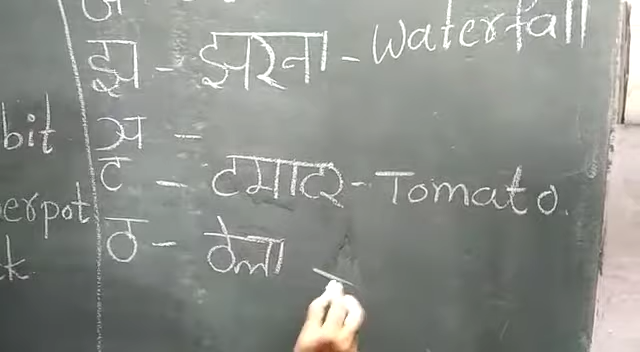 झ - झरना - Waterfall
bit ञ -
ट - टमाटर - Tomato.
erpot ठ - ठेला -
k